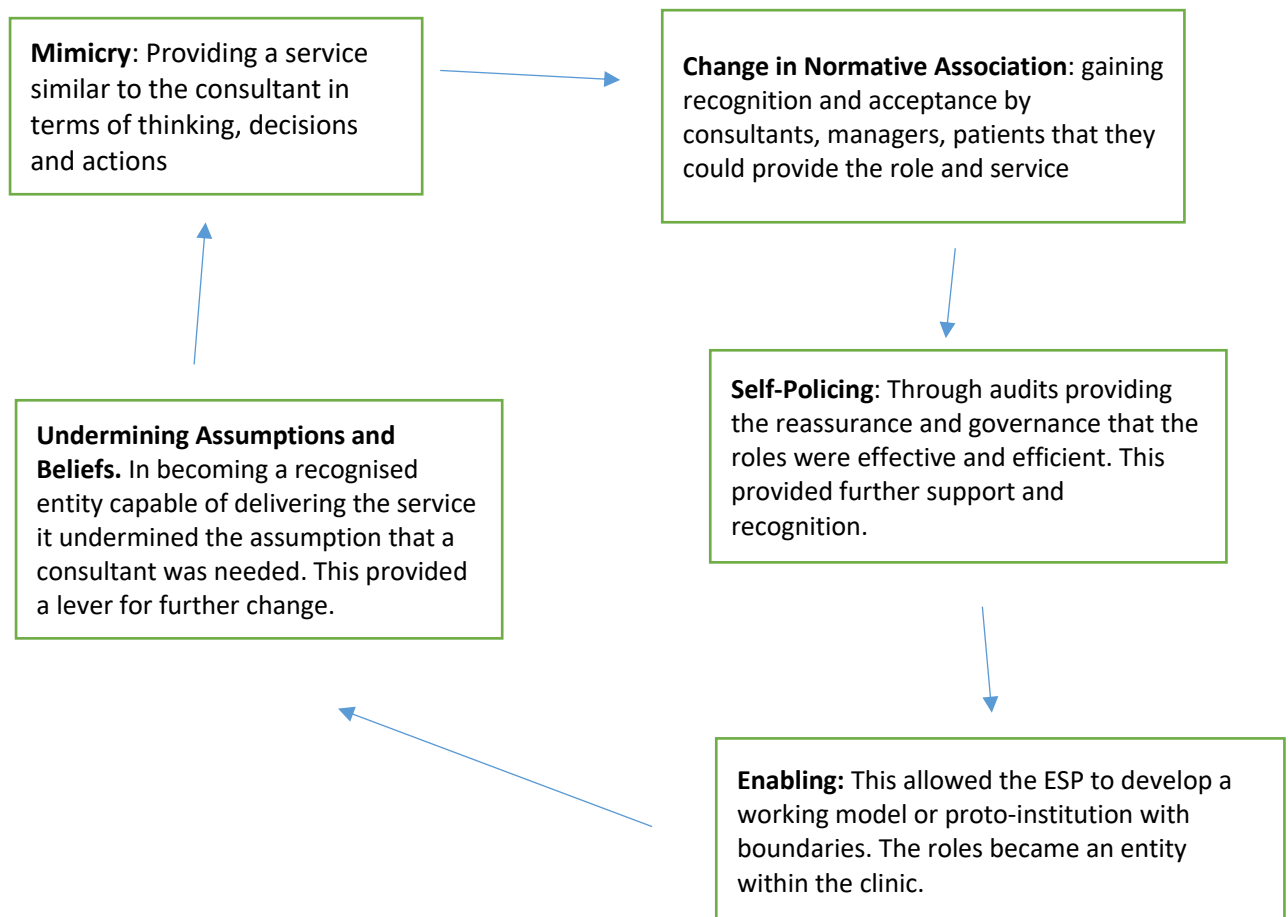 Mimicry: Providing a service
similar to the consultant in
terms of thinking, decisions
and actions
Change in Normative Association: gaining
recognition and acceptance by
consultants, managers, patients that they
could provide the role and service
Self-Policing: Through audits providing
the reassurance and governance that the
roles were effective and efficient. This
provided further support and
recognition.
Enabling: This allowed the ESP to develop a
working model or proto-institution with
boundaries. The roles became an entity
within the clinic.
Undermining Assumptions and
Beliefs. In becoming a recognised
entity capable of delivering the service
it undermined the assumption that a
consultant was needed. This provided
a lever for further change.